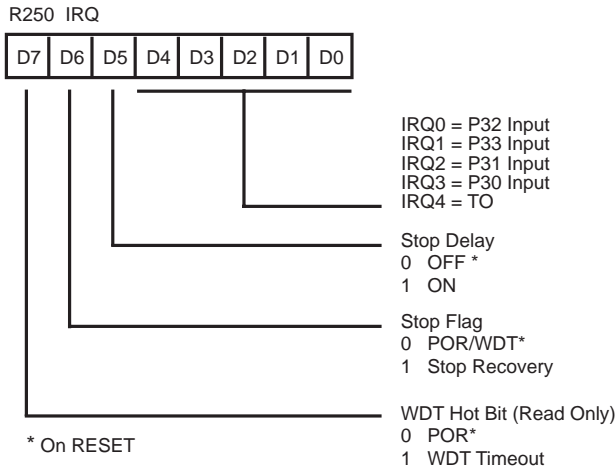 R250 IRQ
D7 D6 D5 D4 D3 D2 D1 D0
IRQ0 = P32 Input
IRQ1 = P33 Input
IRQ2 = P31 Input
IRQ3 = P30 Input
IRQ4 = TO
Stop Delay
0 OFF *
1 ON
Stop Flag
0 POR/WDT*
1 Stop Recovery
WDT Hot Bit (Read Only)
0 POR*
1 WDT Timeout
* On RESET